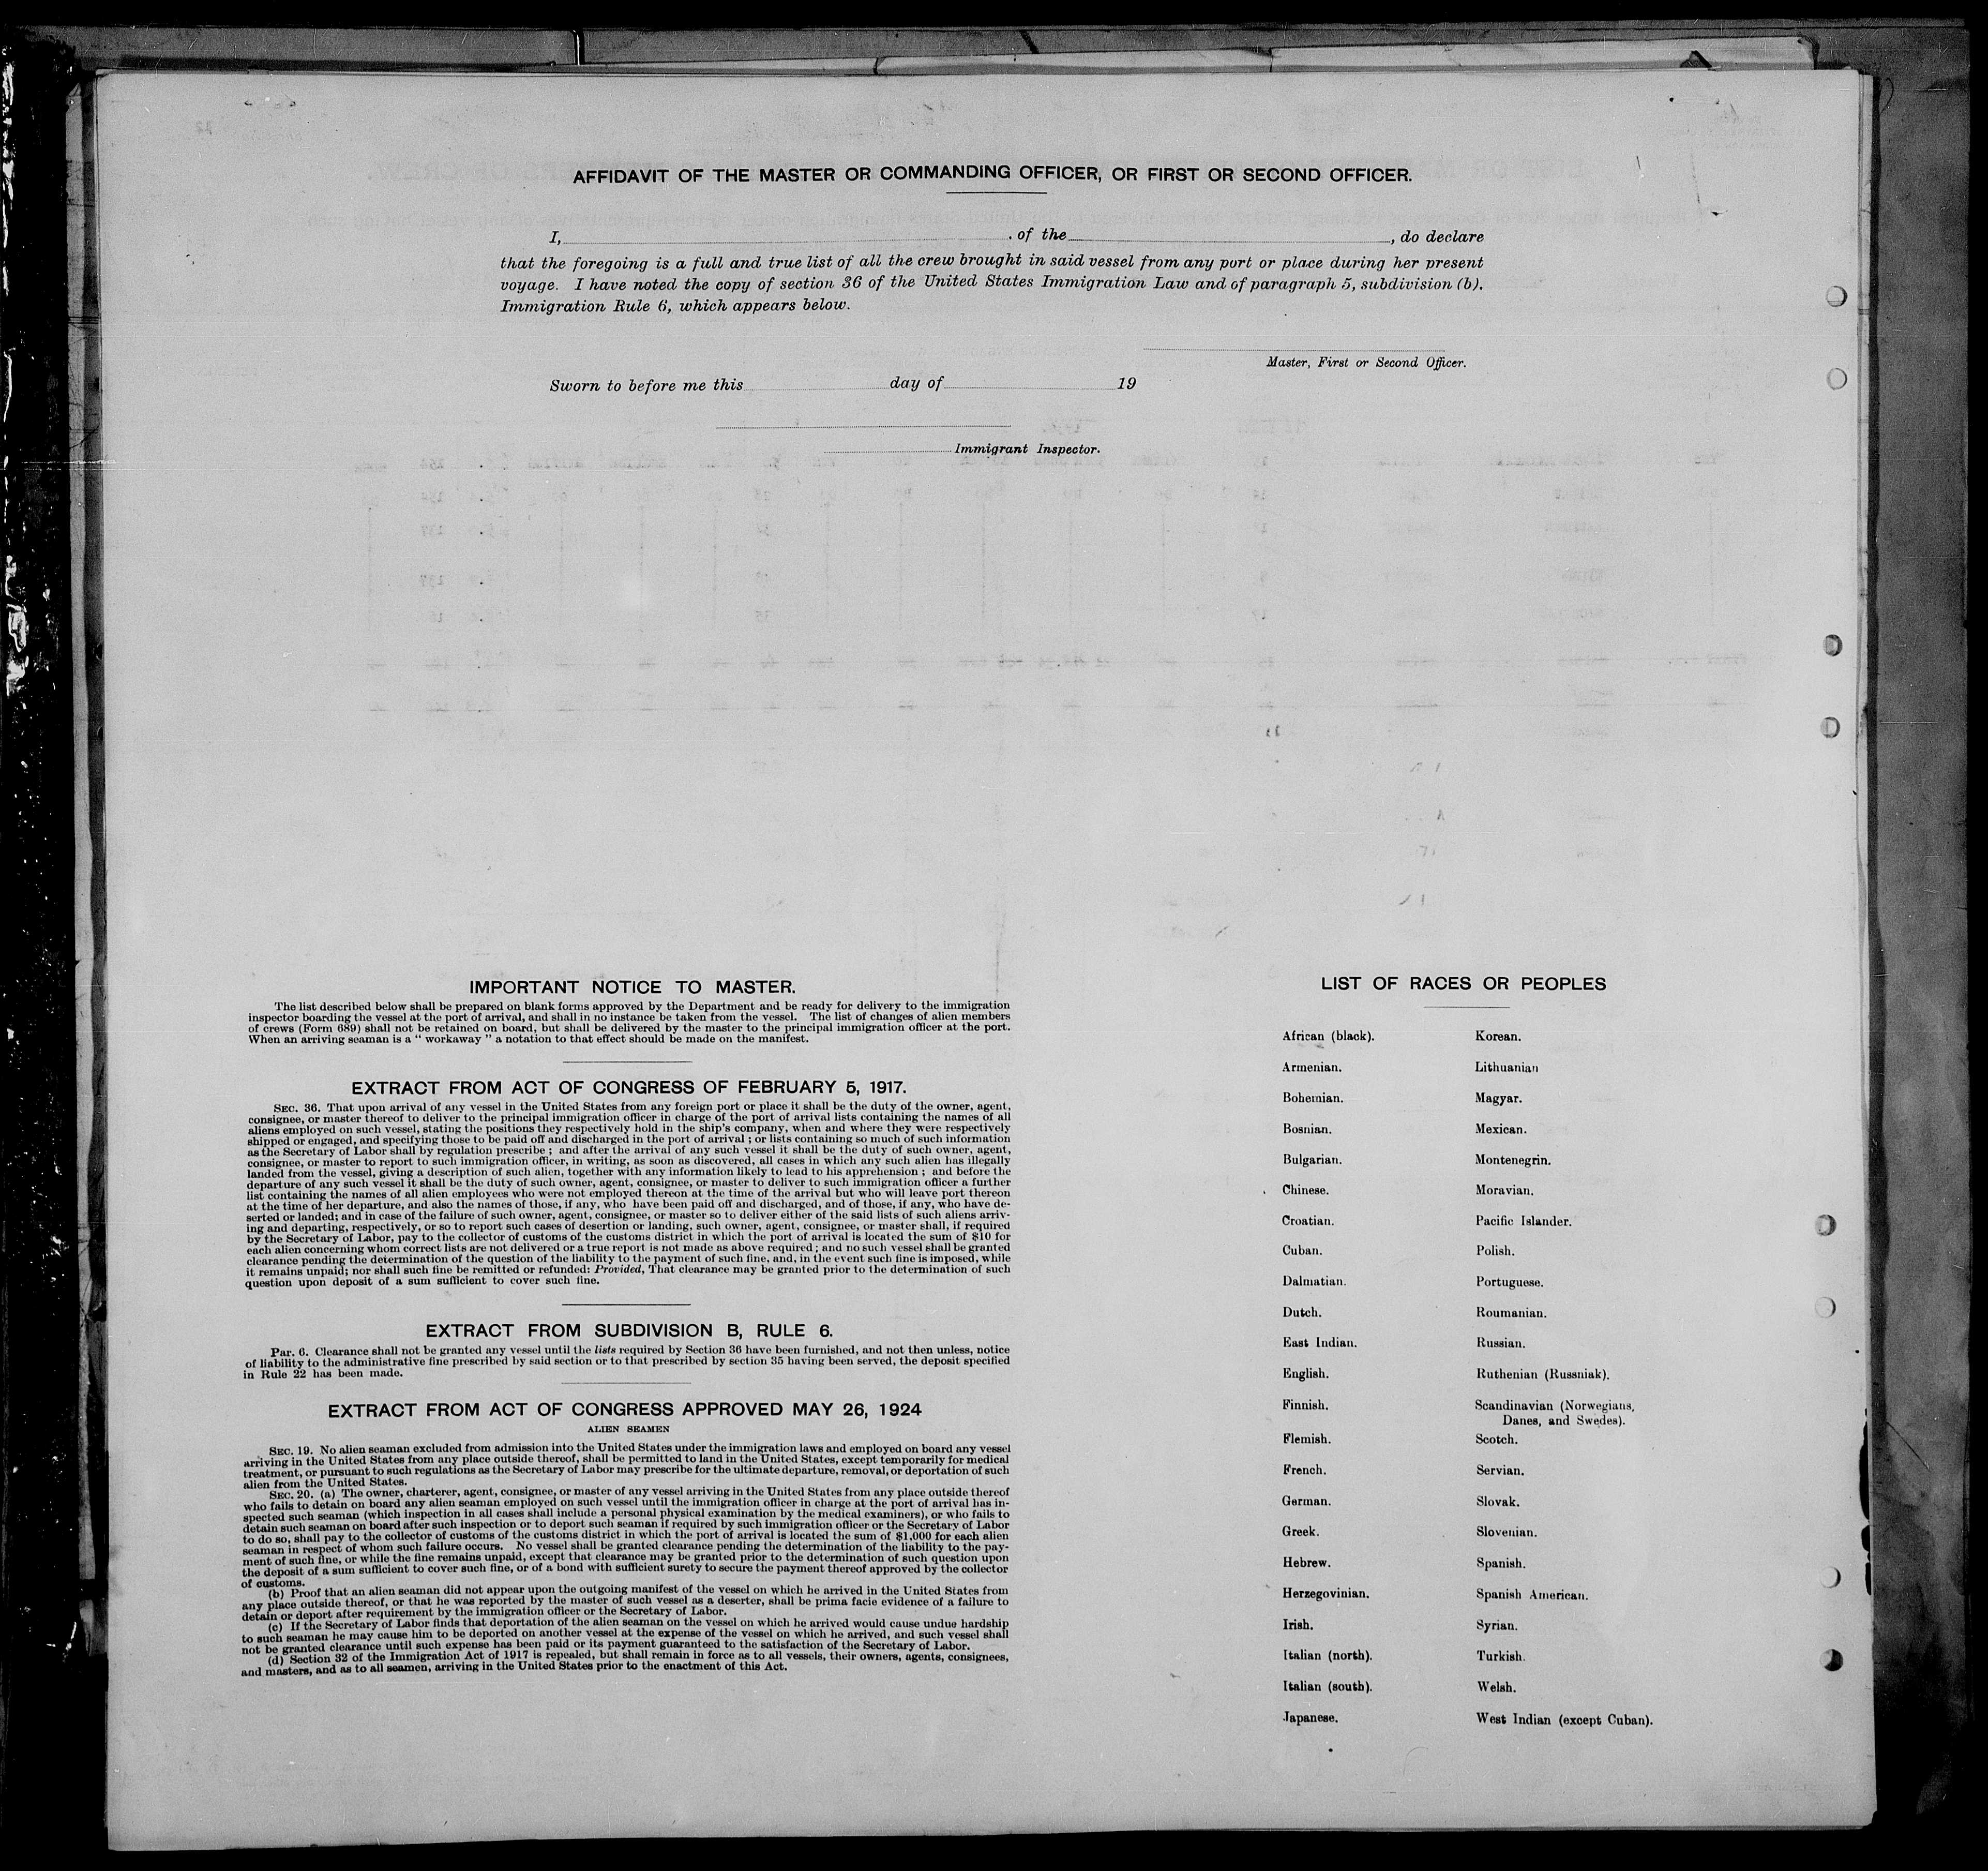 AFFIDAVIT OF THE MASTER OR COMMANDING OFFICER, OR FIRST OR SECOND OFFICER.
I, . of the , do declare
that the foregoing is a full and true list of all the crew brought in said vessel from any port or place during her present
voyage. I have noted the copy of section 36 of the United States Immigration Law and of paragraph 5, subdivision (b).
Immigration Rule 6, which appears below.
Master, First or Second Officer.
Sworn to before me this day of 19
Immigrant Inspector.
IMPORTANT NOTICE TO MASTER.
The list described below shall be prepared on blank forms approved by the Department and be ready for delivery to the immigration
inspector boarding the vessel at the port of arrival, and shall in no instance be taken from the vessel. The list of changes of alien members
of crews (Form 689) shall not be retained on board, but shall be delivered by the master to the principal immigration officer at the port.
When an arriving seaman is a " workaway " a notation to that effect should be made on the manifest.
EXTRACT FROM ACT OF CONGRESS OF FEBRUARY 5, 1917.
SEC. 36. That upon arrival of any vessel in the United States from any foreign port or place it shall be the duty of the owner, agent,
consignee, or master thereof to deliver to the principal immigration officer in charge of the port of arrival lists containing the names of all
aliens employed on such vessel, stating the positions they respectively hold in the ship's company, when and where they were respectively
shipped or engaged, and specifying those to be paid off and discharged in the port of arrival ; or lists containing so much of such information
as the Secretary of Labor shall by regulation prescribe ; and after the arrival of any such vessel it shall be the duty of such owner, agent,
consignee, or master to report to such immigration officer, in writing, as soon as discovered, all cases in which any such alien has illegally
landed from the vessel, giving a description of such alien, together with any information likely to lead to his apprehension ; and before the
departure of any such vessel it shall be the duty of such owner, agent, consignee, or master to deliver to such immigration officer a further
list containing the names of all alien employees who were not employed thereon at the time of the arrival but who will leave port thereon
at the time of her departure, and also the names of those, if any, who have been paid off and discharged, and of those, if any, who have de-
serted or landed; and in case of the failure of such owner, agent, consignee, or master so to deliver either of the said lists of such aliens arriv-
ing and departing, respectively, or so to report such cases of desertion or landing, such owner, agent, consignee, or master shall, if required
by the Secretary of Labor, pay to the collector of customs of the customs district in which the port of arrival is located the sum of $10 for
each alien concerning whom correct lists are not delivered or a true report is not made as above required ; and no such vessel shall be granted
clearance pending the determination of the question of the liability to the payment of such fine, and, in the event such fine is imposed, while
it remains unpaid; nor shall such fine be remitted or refunded: Provided, That clearance may be granted prior to the determination of such
question upon deposit of a sum sufficient to cover such fine.
EXTRACT FROM SUBDIVISION B, RULE 6.
Par. 6. Clearance shall not be granted any vessel until the lists required by Section 36 have been furnished, and not then unless, notice
of liability to the administrative fine prescribed by said section or to that prescribed by section 35 having been served, the deposit specified
in Rule 22 has been made.
EXTRACT FROM ACT OF CONGRESS APPROVED MAY 26, 1924
ALIEN SEAMEN
SEC. 19. No alien seaman excluded from admission into the United States under the immigration laws and employed on board any vessel
arriving in the United States from any place outside thereof, shall be permitted to land in the United States, except temporarily for medical
treatment, or pursuant to such regulations as the Secretary of Labor may prescribe for the ultimate departure, removal, or deportation of such
alien from the United States.
SEC. 20. (a) The owner, charterer, agent, consignee, or master of any vessel arriving in the United States from any place outside thereof
who fails to detain on board any alien seaman employed on such vessel until the immigration officer in charge at the port of arrival has in-
spected such seaman (which inspection in all cases shall include a personal physical examination by the medical examiners), or who fails to
detain such seaman on board after such inspection or to deport such seaman if required by such immigration officer or the Secretary of Labor
to do so, shall pay to the collector of customs of the customs district in which the port of arrival is located the sum of $1,000 for each alien
seaman in respect of whom such failure occurs. No vessel shall be granted clearance pending the determination of the liability to the pay-
ment of such fine, or while the fine remains unpaid, except that clearance may be granted prior to the determination of such question upon
the deposit of a sum sufficient to cover such fine, or of a bond with sufficient surety to secure the payment thereof approved by the collector
of customs.
(b) Proof that an alien seaman did not appear upon the outgoing manifest of the vessel on which he arrived in the United States from
any place outside thereof, or that he was reported by the master of such vessel as a deserter, shall be prima facie evidence of a failure to
detain or deport after requirement by the immigration officer or the Secretary of Labor.
(c) If the Secretary of Labor finds that deportation of the alien seaman on the vessel on which he arrived would cause undue hardship
to such seaman he may cause him to be deported on another vessel at the expense of the vessel on which he arrived, and such vessel shall
not be granted clearance until such expense has been paid or its payment guaranteed to the satisfaction of the Secretary of Labor.
(d) Section 32 of the Immigration Act of 1917 is repealed, but shall remain in force as to all vessels, their owners, agents, consignees,
and masters, and as to all seamen, arriving in the United States prior to the enactment of this Act.
LIST OF RACES OR PEOPLES
African (black). Korean.
Armenian. Lithuanian
Bohemian. Magyar.
Bosnian. Mexican.
Bulgarian. Montenegrin.
Chinese. Moravian.
Croatian. Pacific Islander.
Cuban. Polish.
Dalmatian. Portuguese.
Dutch. Roumanian.
East Indian. Russian.
English. Ruthenian (Russniak).
Finnish. Scandinavian (Norwegians,
Danes, and Swedes).
Flemish. Scotch.
French. Servian.
German. Slovak.
Greek. Slovenian.
Hebrew. Spanish.
Herzegovinian. Spanish American.
Irish. Syrian.
Italian (north). Turkish.
Italian (south). Welsh.
Japanese. West Indian (except Cuban).